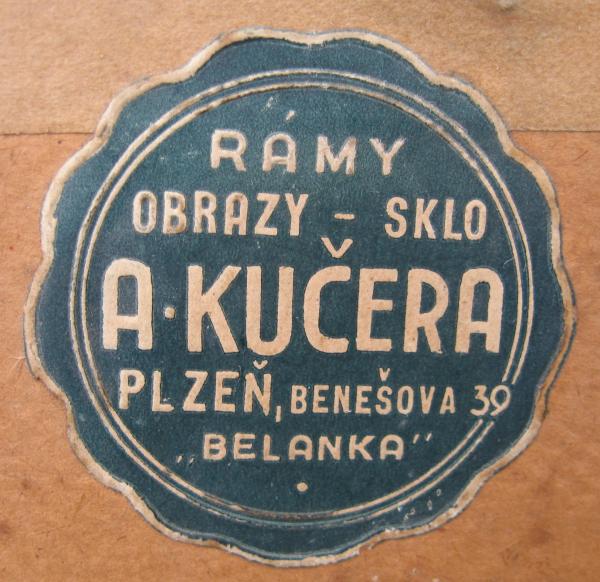 RÁMY
OBRAZY - SKLO
A·KUČERA
PLZEŇ, BENEŠOVA 39
„BELANKA"